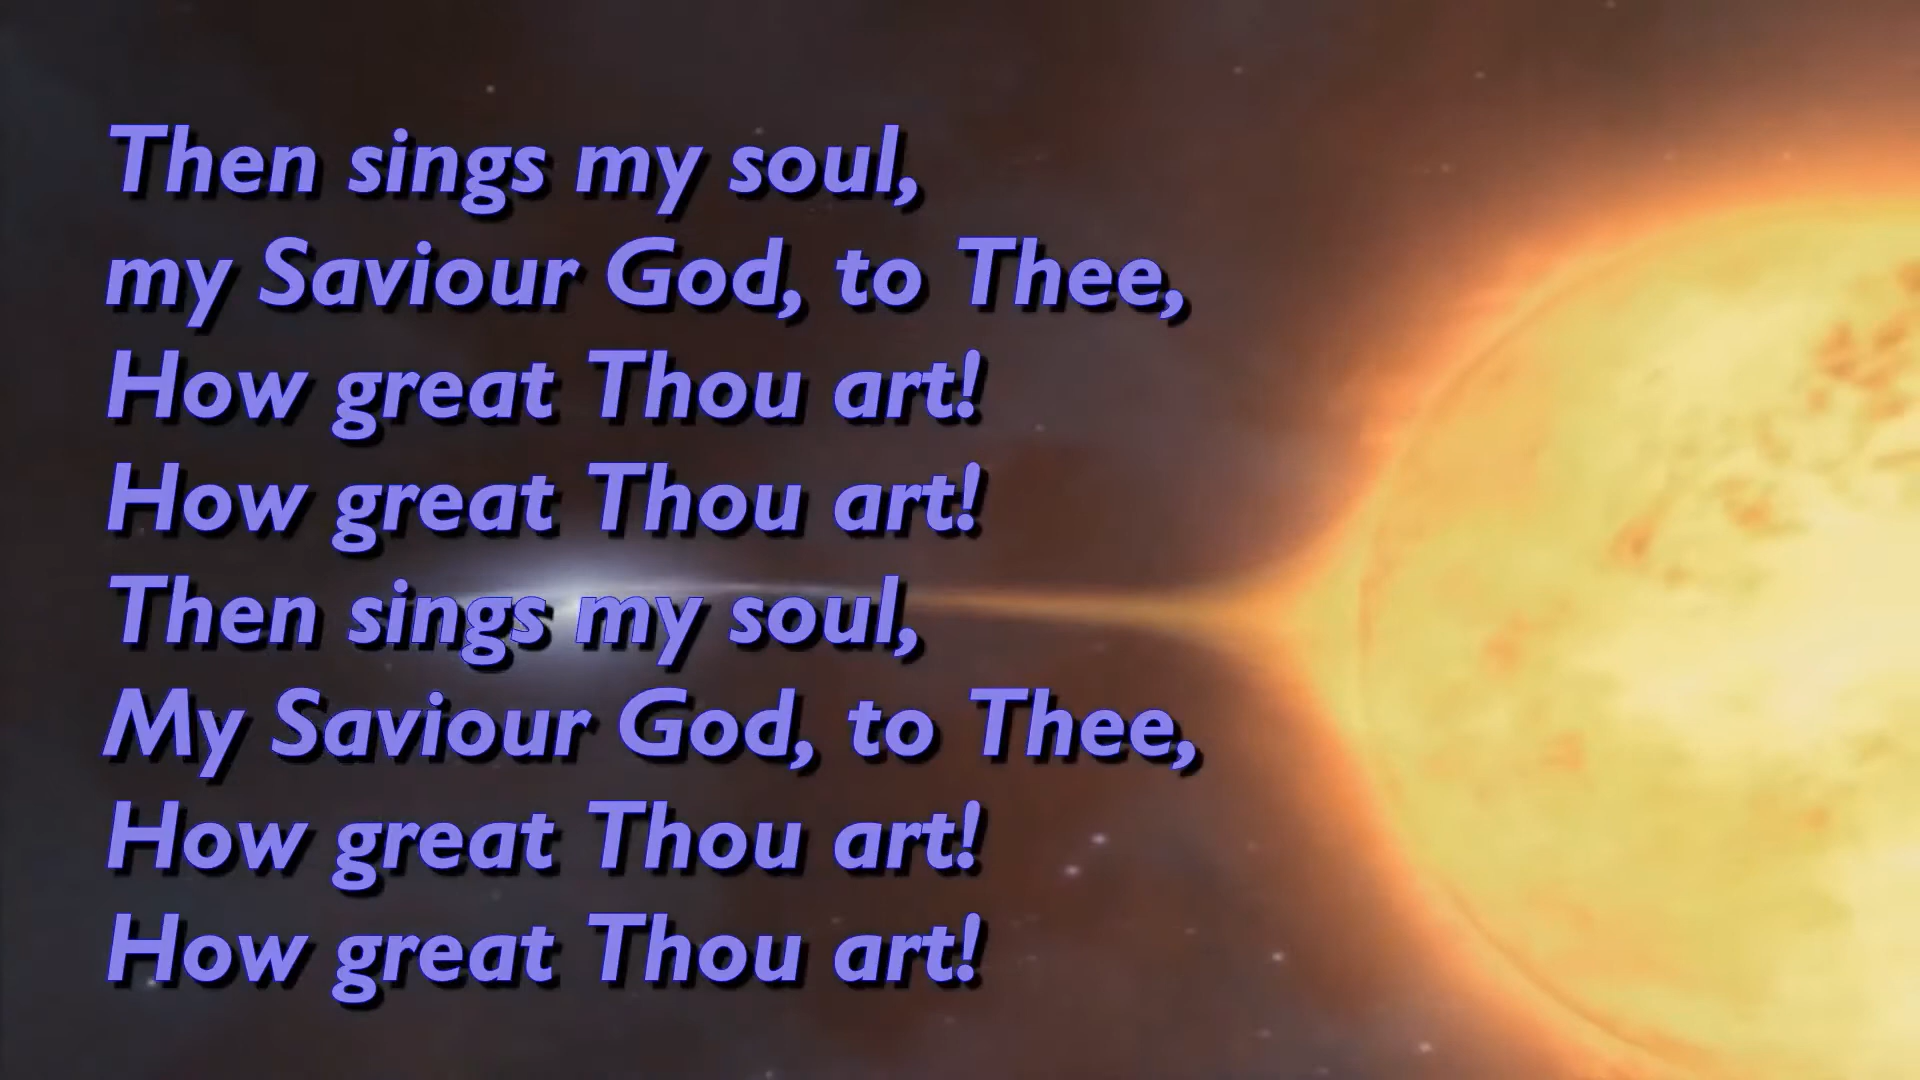 Then sings my soul,
my Saviour God, to Thee,
How great Thou art!
How great Thou art!
Then sings my soul,
My Saviour God, to Thee,
How great Thou art!
How great Thou art!